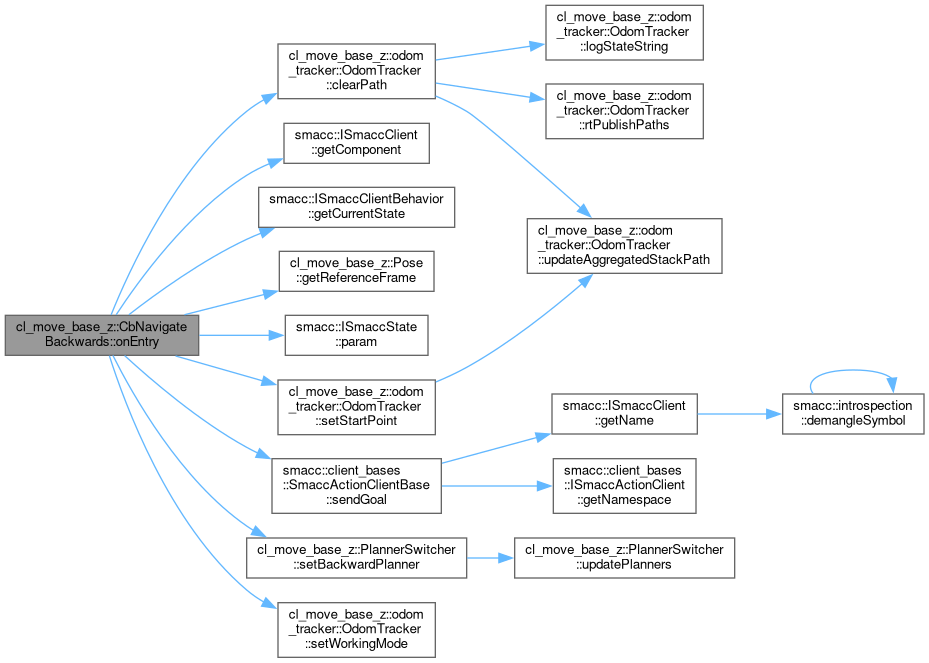 cl_move_base_z::CbNavigate
Backwards::onEntry
cl_move_base_z::odom
_tracker::OdomTracker
::clearPath
smacc::ISmaccClient
::getComponent
smacc::ISmaccClientBehavior
::getCurrentState
cl_move_base_z::Pose
::getReferenceFrame
smacc::ISmaccState
::param
cl_move_base_z::odom
_tracker::OdomTracker
::setStartPoint
smacc::client_bases
::SmaccActionClientBase
::sendGoal
cl_move_base_z::PlannerSwitcher
::setBackwardPlanner
cl_move_base_z::odom
_tracker::OdomTracker
::setWorkingMode
cl_move_base_z::odom
_tracker::OdomTracker
::logStateString
cl_move_base_z::odom
_tracker::OdomTracker
::rtPublishPaths
cl_move_base_z::odom
_tracker::OdomTracker
::updateAggregatedStackPath
smacc::ISmaccClient
::getName
smacc::client_bases
::ISmaccActionClient
::getNamespace
cl_move_base_z::PlannerSwitcher
::updatePlanners
smacc::introspection
::demangleSymbol